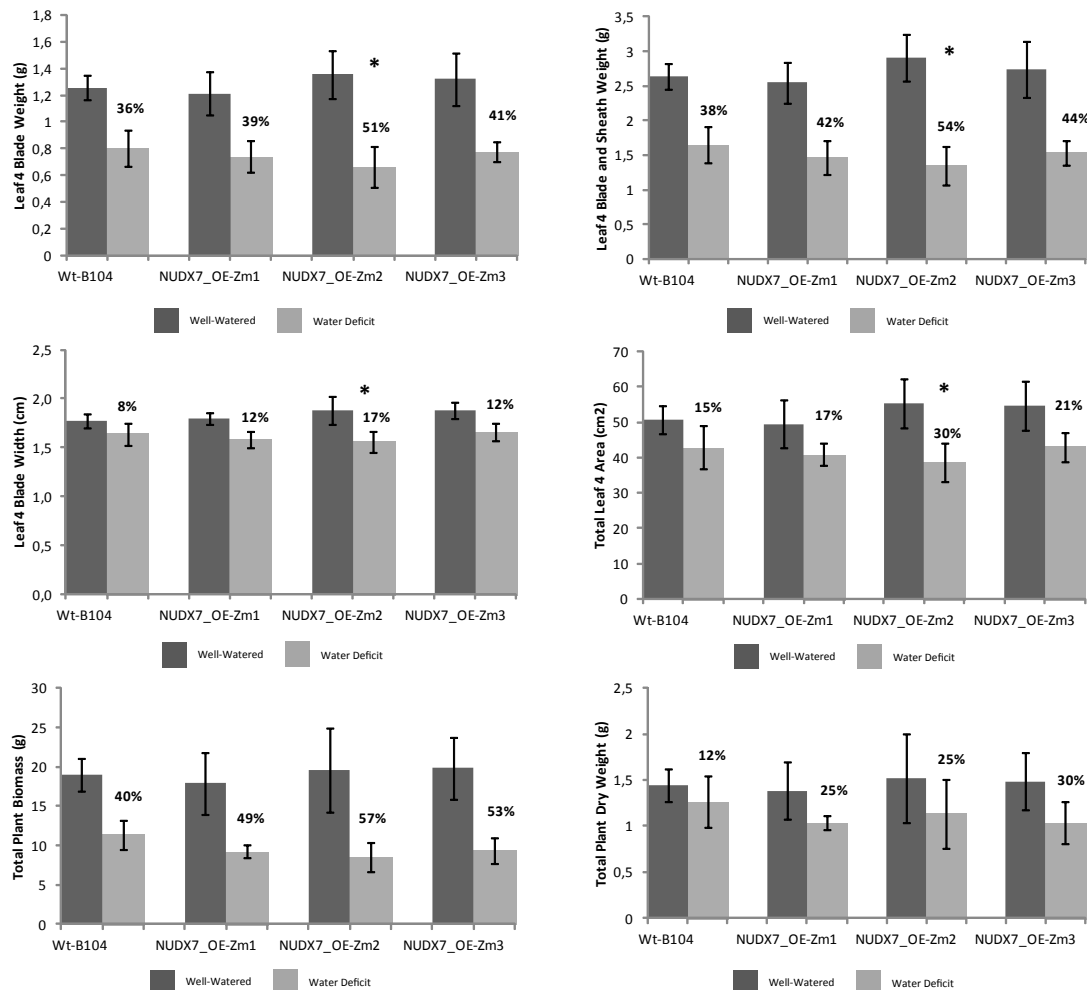 Leaf 4 Blade Weight (g)
1,8
1,6
1,4
1,2
1
0,8
0,6
0,4
0,2
0
36%
39%
*
51%
41%
Wt-B104
NUDX7_OE-Zm1
NUDX7_OE-Zm2
NUDX7_OE-Zm3
Well-Watered
Water Deficit
Leaf 4 Blade and Sheath Weight (g)
3,5
3
2,5
2
1,5
1
0,5
0
38%
42%
*
54%
44%
Wt-B104
NUDX7_OE-Zm1
NUDX7_OE-Zm2
NUDX7_OE-Zm3
Well-Watered
Water Deficit
Leaf 4 Blade Width (cm)
2,5
2,0
1,5
1,0
0,5
0,0
8%
12%
*
17%
12%
Wt-B104
NUDX7_OE-Zm1
NUDX7_OE-Zm2
NUDX7_OE-Zm3
Well-Watered
Water Deficit
Total Leaf 4 Area (cm2)
70
60
50
40
30
20
10
0
15%
17%
*
30%
21%
Wt-B104
NUDX7_OE-Zm1
NUDX7_OE-Zm2
NUDX7_OE-Zm3
Well-Watered
Water Deficit
Total Plant Biomass (g)
30
25
20
15
10
5
0
40%
49%
57%
53%
Wt-B104
NUDX7_OE-Zm1
NUDX7_OE-Zm2
NUDX7_OE-Zm3
Well-Watered
Water Deficit
Total Plant Dry Weight (g)
2,5
2
1,5
1
0,5
0
12%
25%
25%
30%
Wt-B104
NUDX7_OE-Zm1
NUDX7_OE-Zm2
NUDX7_OE-Zm3
Well-Watered
Water Deficit